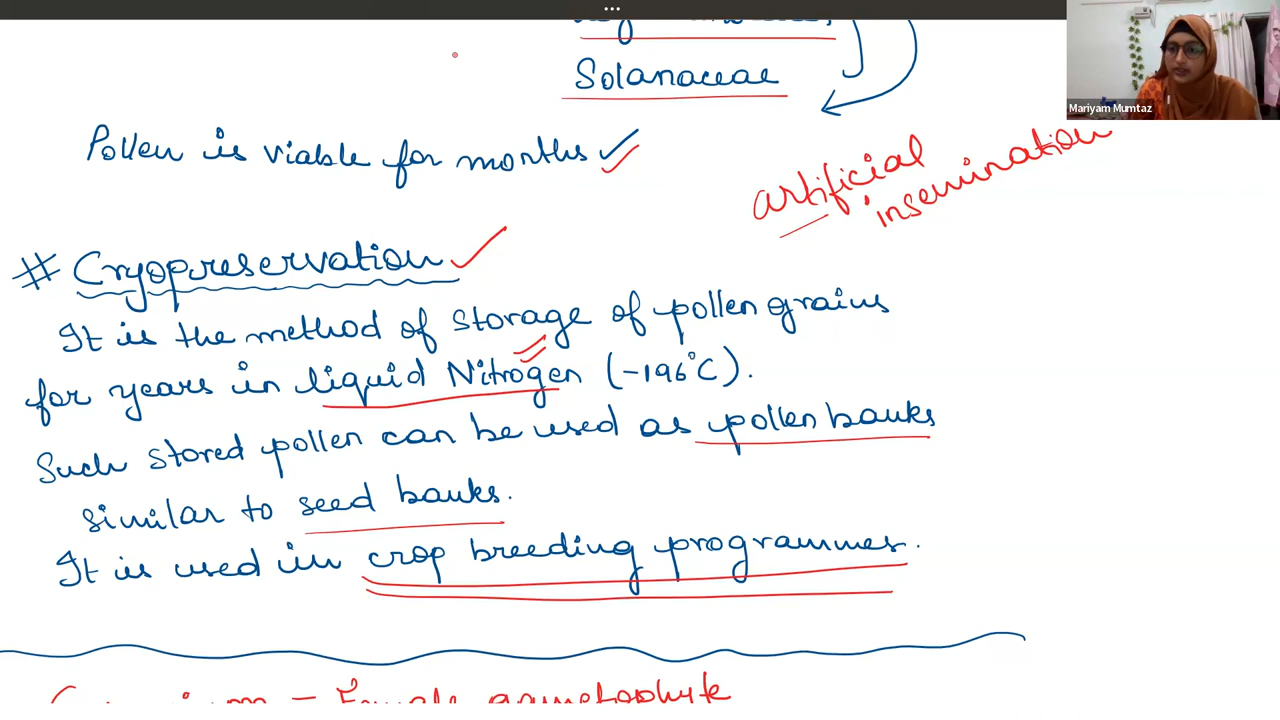 Solanaceae
Mariyam Mumtaz
Pollen is viable for months
artificial
insemination
# Cryopreservation
It is the method of storage of pollen grains
for years in liquid Nitrogen (-196°C).
Such stored pollen can be used as pollen banks
similar to seed banks.
It is used in crop breeding programmes.
– Female gametophyte